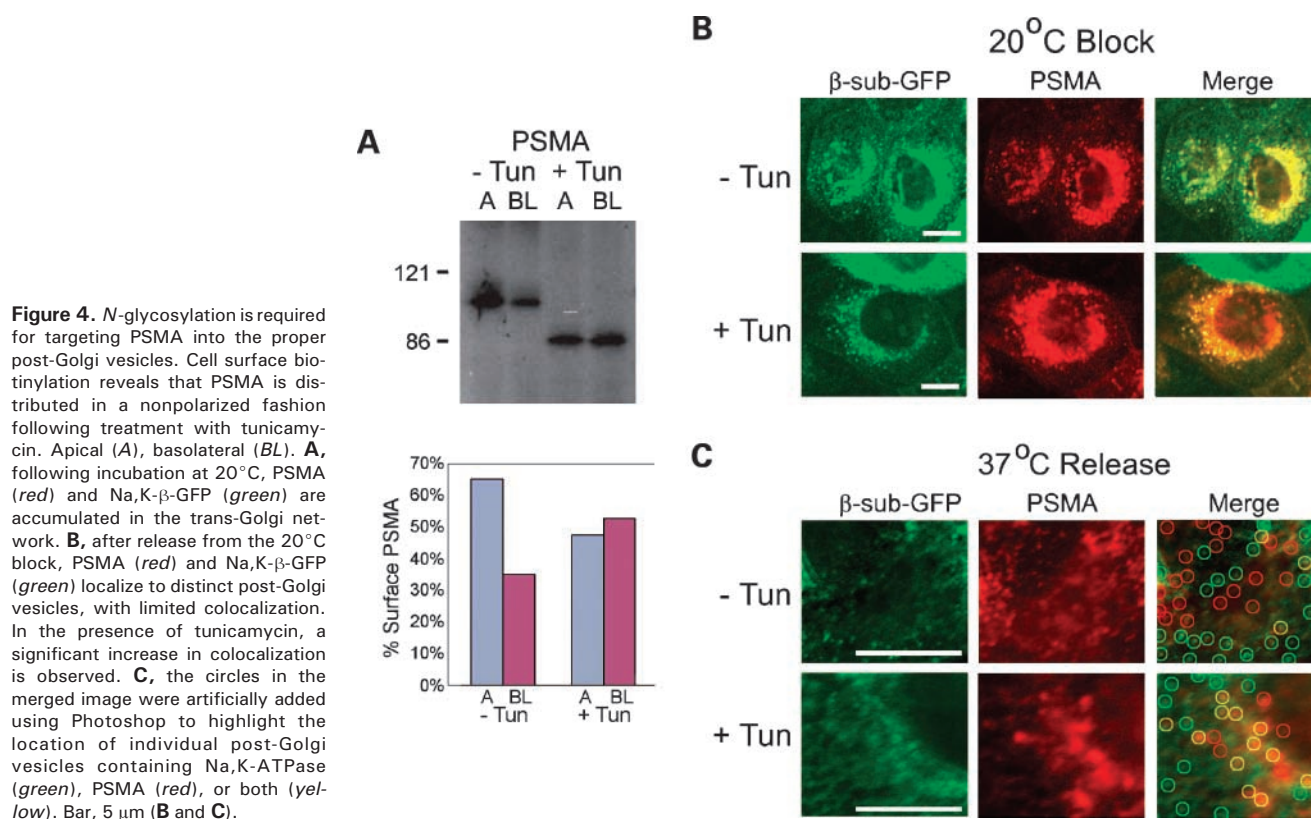 Figure 4. N-glycosylation is required
for targeting PSMA into the proper
post-Golgi vesicles. Cell surface bio-
tinylation reveals that PSMA is dis-
tributed in a nonpolarized fashion
following treatment with tunicamy-
cin. Apical (A), basolateral (BL). A,
following incubation at 20°C, PSMA
(red) and Na,K-β-GFP (green) are
accumulated in the trans-Golgi net-
work. B, after release from the 20°C
block, PSMA (red) and Na,K-β-GFP
(green) localize to distinct post-Golgi
vesicles, with limited colocalization.
In the presence of tunicamycin, a
significant increase in colocalization
is observed. C, the circles in the
merged image were artificially added
using Photoshop to highlight the
location of individual post-Golgi
vesicles containing Na,K-ATPase
(green), PSMA (red), or both (yel-
low). Bar, 5 μm (B and C).
A
PSMA
- Tun + Tun
A BL A BL
121
86
70%
60%
50%
40%
30%
20%
10%
0%
% Surface PSMA
A BL A BL
- Tun + Tun
B
20°C Block
β-sub-GFP PSMA Merge
- Tun
+ Tun
C
37°C Release
β-sub-GFP PSMA Merge
- Tun
+ Tun